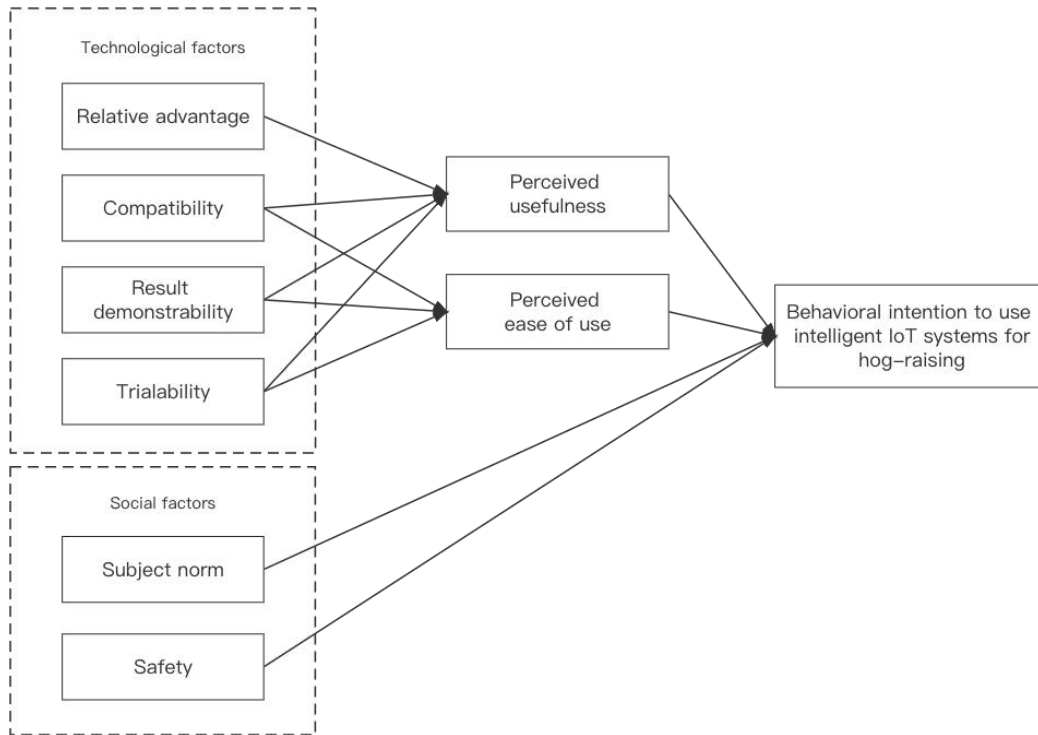 Technological factors
Relative advantage
Compatibility
Result
demonstrability
Trialability
Perceived
usefulness
Perceived
ease of use
Behavioral intention to use
intelligent IoT systems for
hog–raising
Social factors
Subject norm
Safety